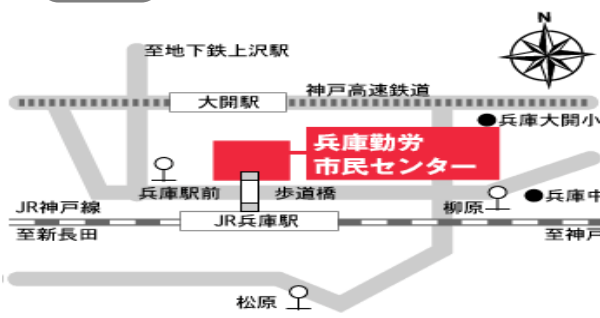 N
至地下鉄上沢駅
神戸高速鉄道
大開駅
兵庫大開小
兵庫勤労
市民センター
兵庫駅前
歩道橋
柳原
兵庫中
JR神戸線
JR兵庫駅
至新長田
至神戸
松原